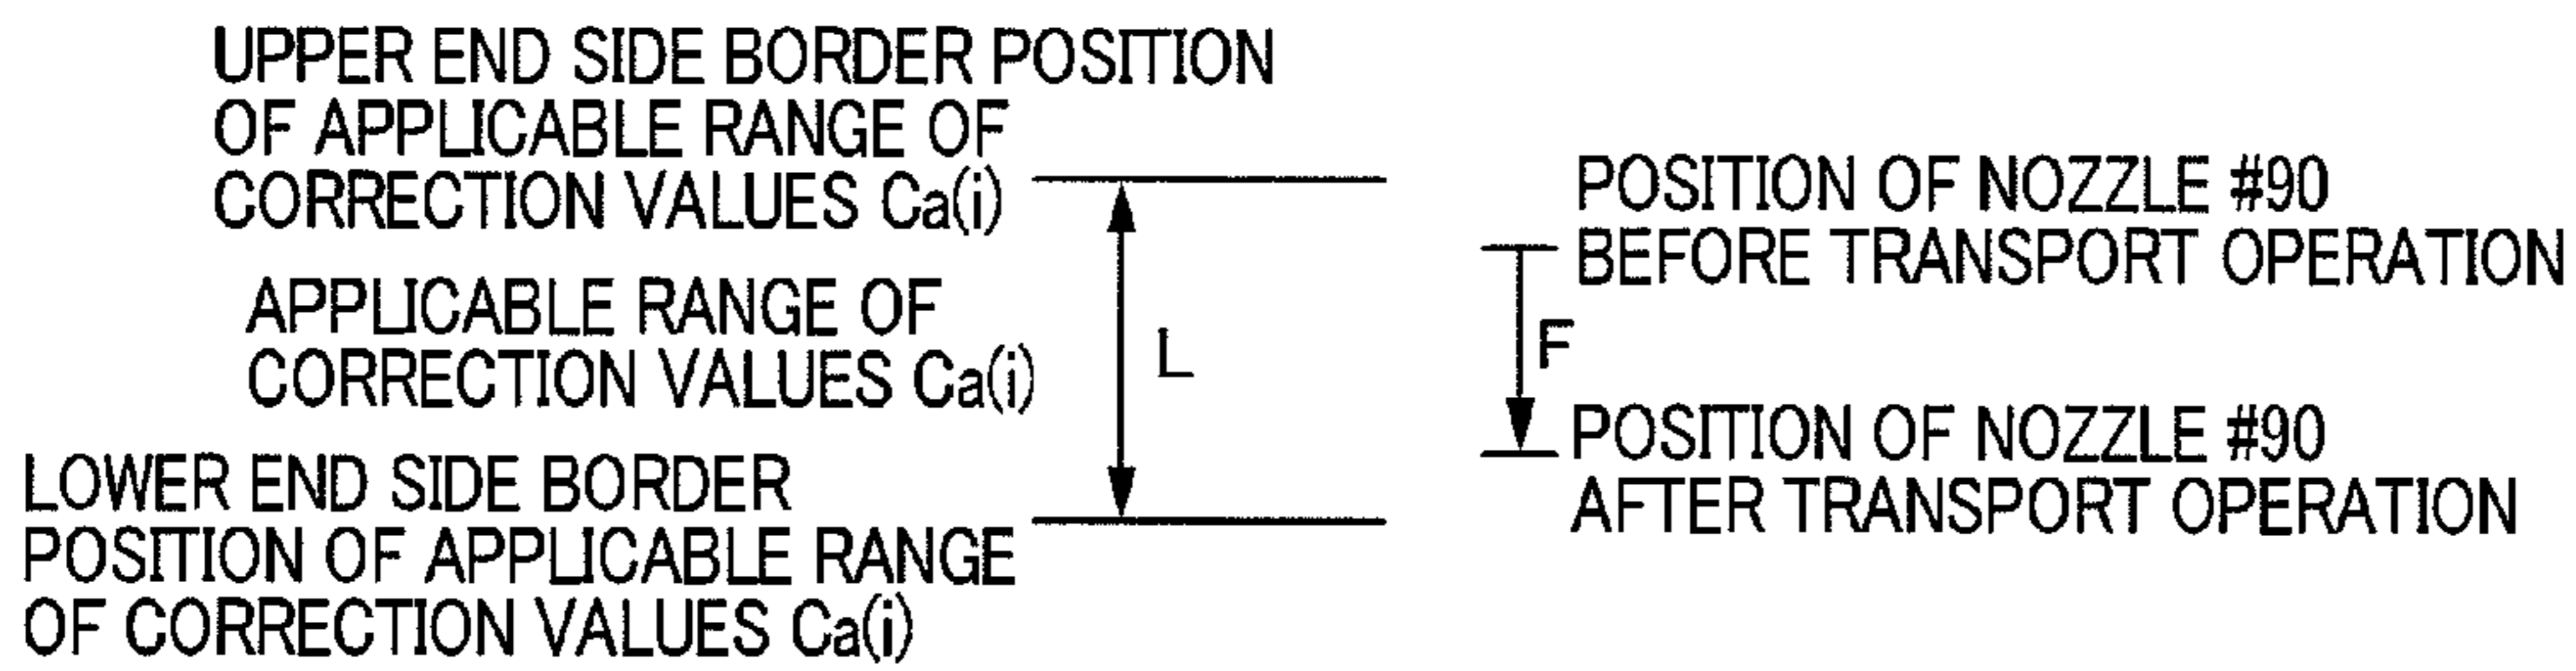 UPPER END SIDE BORDER POSITION
OF APPLICABLE RANGE OF
CORRECTION VALUES Ca(i)
APPLICABLE RANGE OF
CORRECTION VALUES Ca(i)
LOWER END SIDE BORDER
POSITION OF APPLICABLE RANGE
OF CORRECTION VALUES Ca(i)
L
POSITION OF NOZZLE #90
BEFORE TRANSPORT OPERATION
F
POSITION OF NOZZLE #90
AFTER TRANSPORT OPERATION